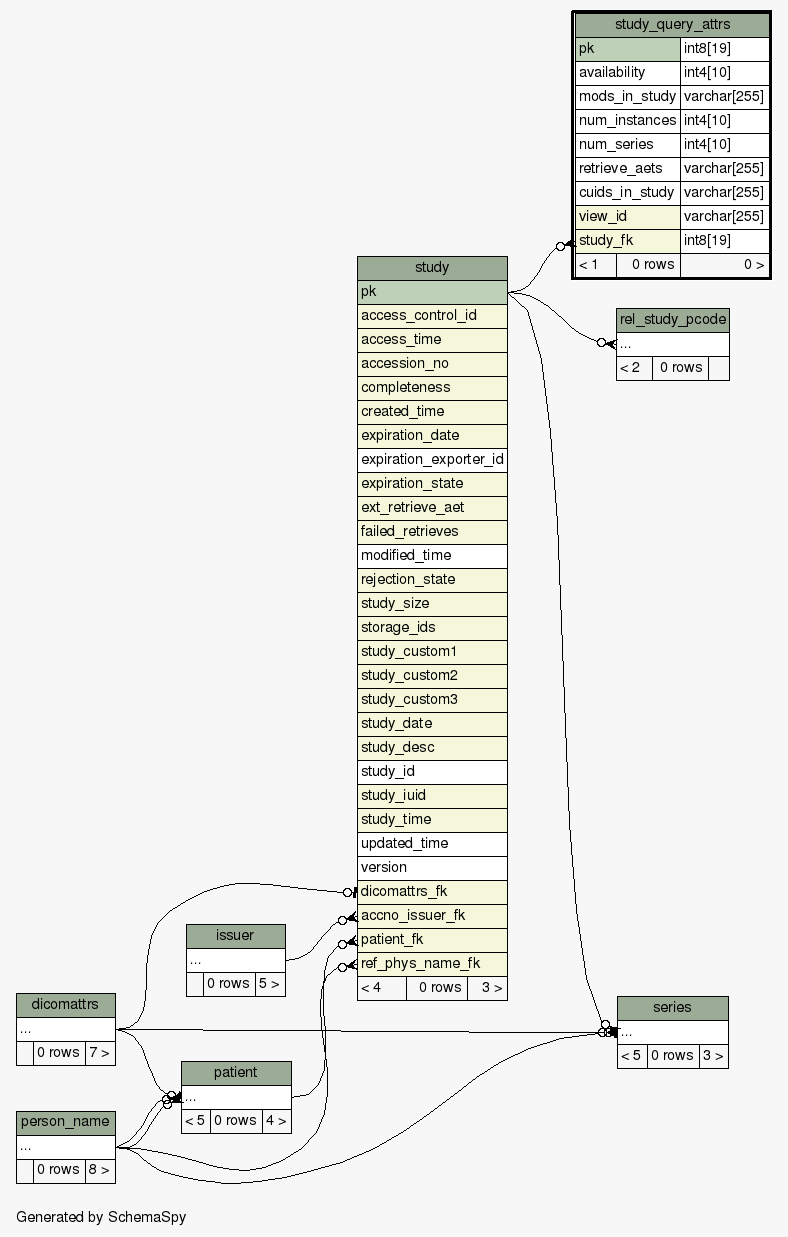 study_query_attrs
pk int8[19]
availability int4[10]
mods_in_study varchar[255]
num_instances int4[10]
num_series int4[10]
retrieve_aets varchar[255]
cuids_in_study varchar[255]
view_id varchar[255]
study_fk int8[19]
< 1 0 rows 0 >
study
pk
access_control_id
access_time
accession_no
completeness
created_time
expiration_date
expiration_exporter_id
expiration_state
ext_retrieve_aet
failed_retrieves
modified_time
rejection_state
study_size
storage_ids
study_custom1
study_custom2
study_custom3
study_date
study_desc
study_id
study_iuid
study_time
updated_time
version
dicomattrs_fk
accno_issuer_fk
patient_fk
ref_phys_name_fk
< 4 0 rows 3 >
rel_study_pcode
...
< 2 0 rows
issuer
...
0 rows 5 >
dicomattrs
...
0 rows 7 >
series
...
< 5 0 rows 3 >
patient
...
< 5 0 rows 4 >
person_name
...
0 rows 8 >
Generated by SchemaSpy